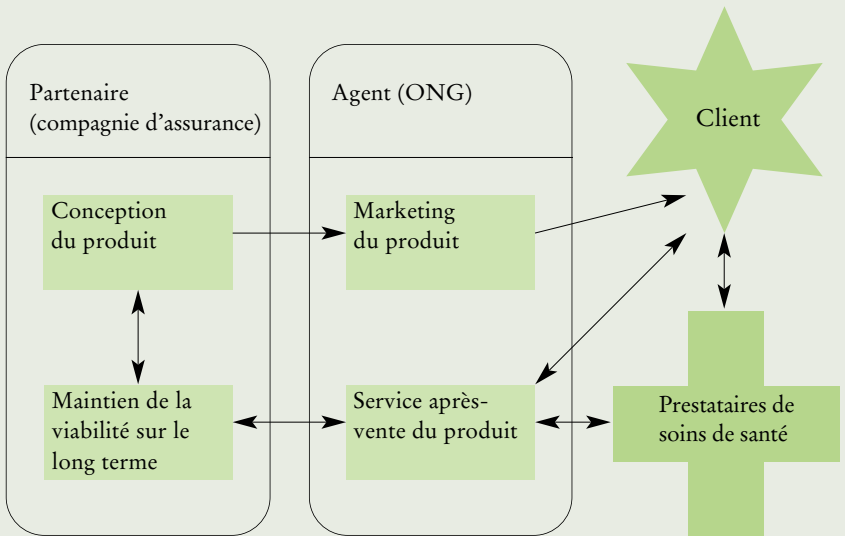 Partenaire
(compagnie d'assurance)
Agent (ONG)
Client
Conception
du produit
Marketing
du produit
Maintien de la
viabilité sur le
long terme
Service après-
vente du produit
Prestataires de
soins de santé